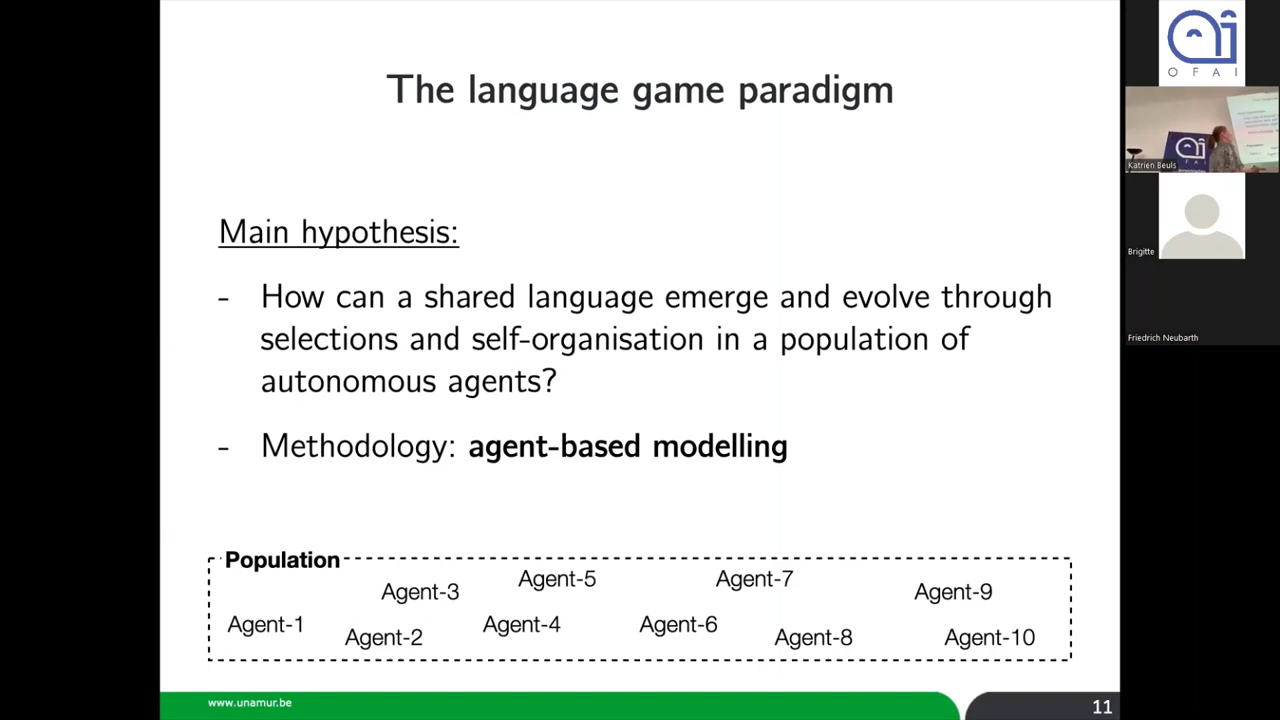 The language game paradigm
Main hypothesis:
- How can a shared language emerge and evolve through
selections and self-organisation in a population of
autonomous agents?
- Methodology: agent-based modelling
Population
Agent-1
Agent-2
Agent-3
Agent-4
Agent-5
Agent-6
Agent-7
Agent-8
Agent-9
Agent-10
www.unamur.be
11
OFAI
Katrien Beuls
Brigitte
Friedrich Neubarth